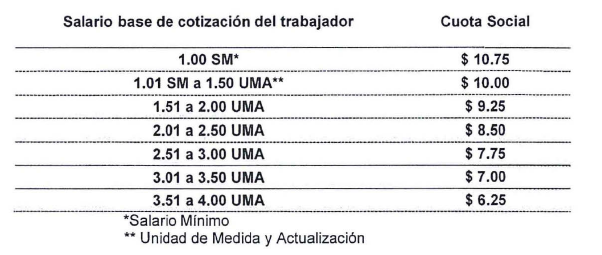 Salario base de cotización del trabajador Cuota Social
1.00 SM* $ 10.75
1.01 SM a 1.50 UMA** $ 10.00
1.51 a 2.00 UMA $ 9.25
2.01 a 2.50 UMA $ 8.50
2.51 a 3.00 UMA $ 7.75
3.01 a 3.50 UMA $ 7.00
3.51 a 4.00 UMA $ 6.25
*Salario Mínimo
** Unidad de Medida y Actualización